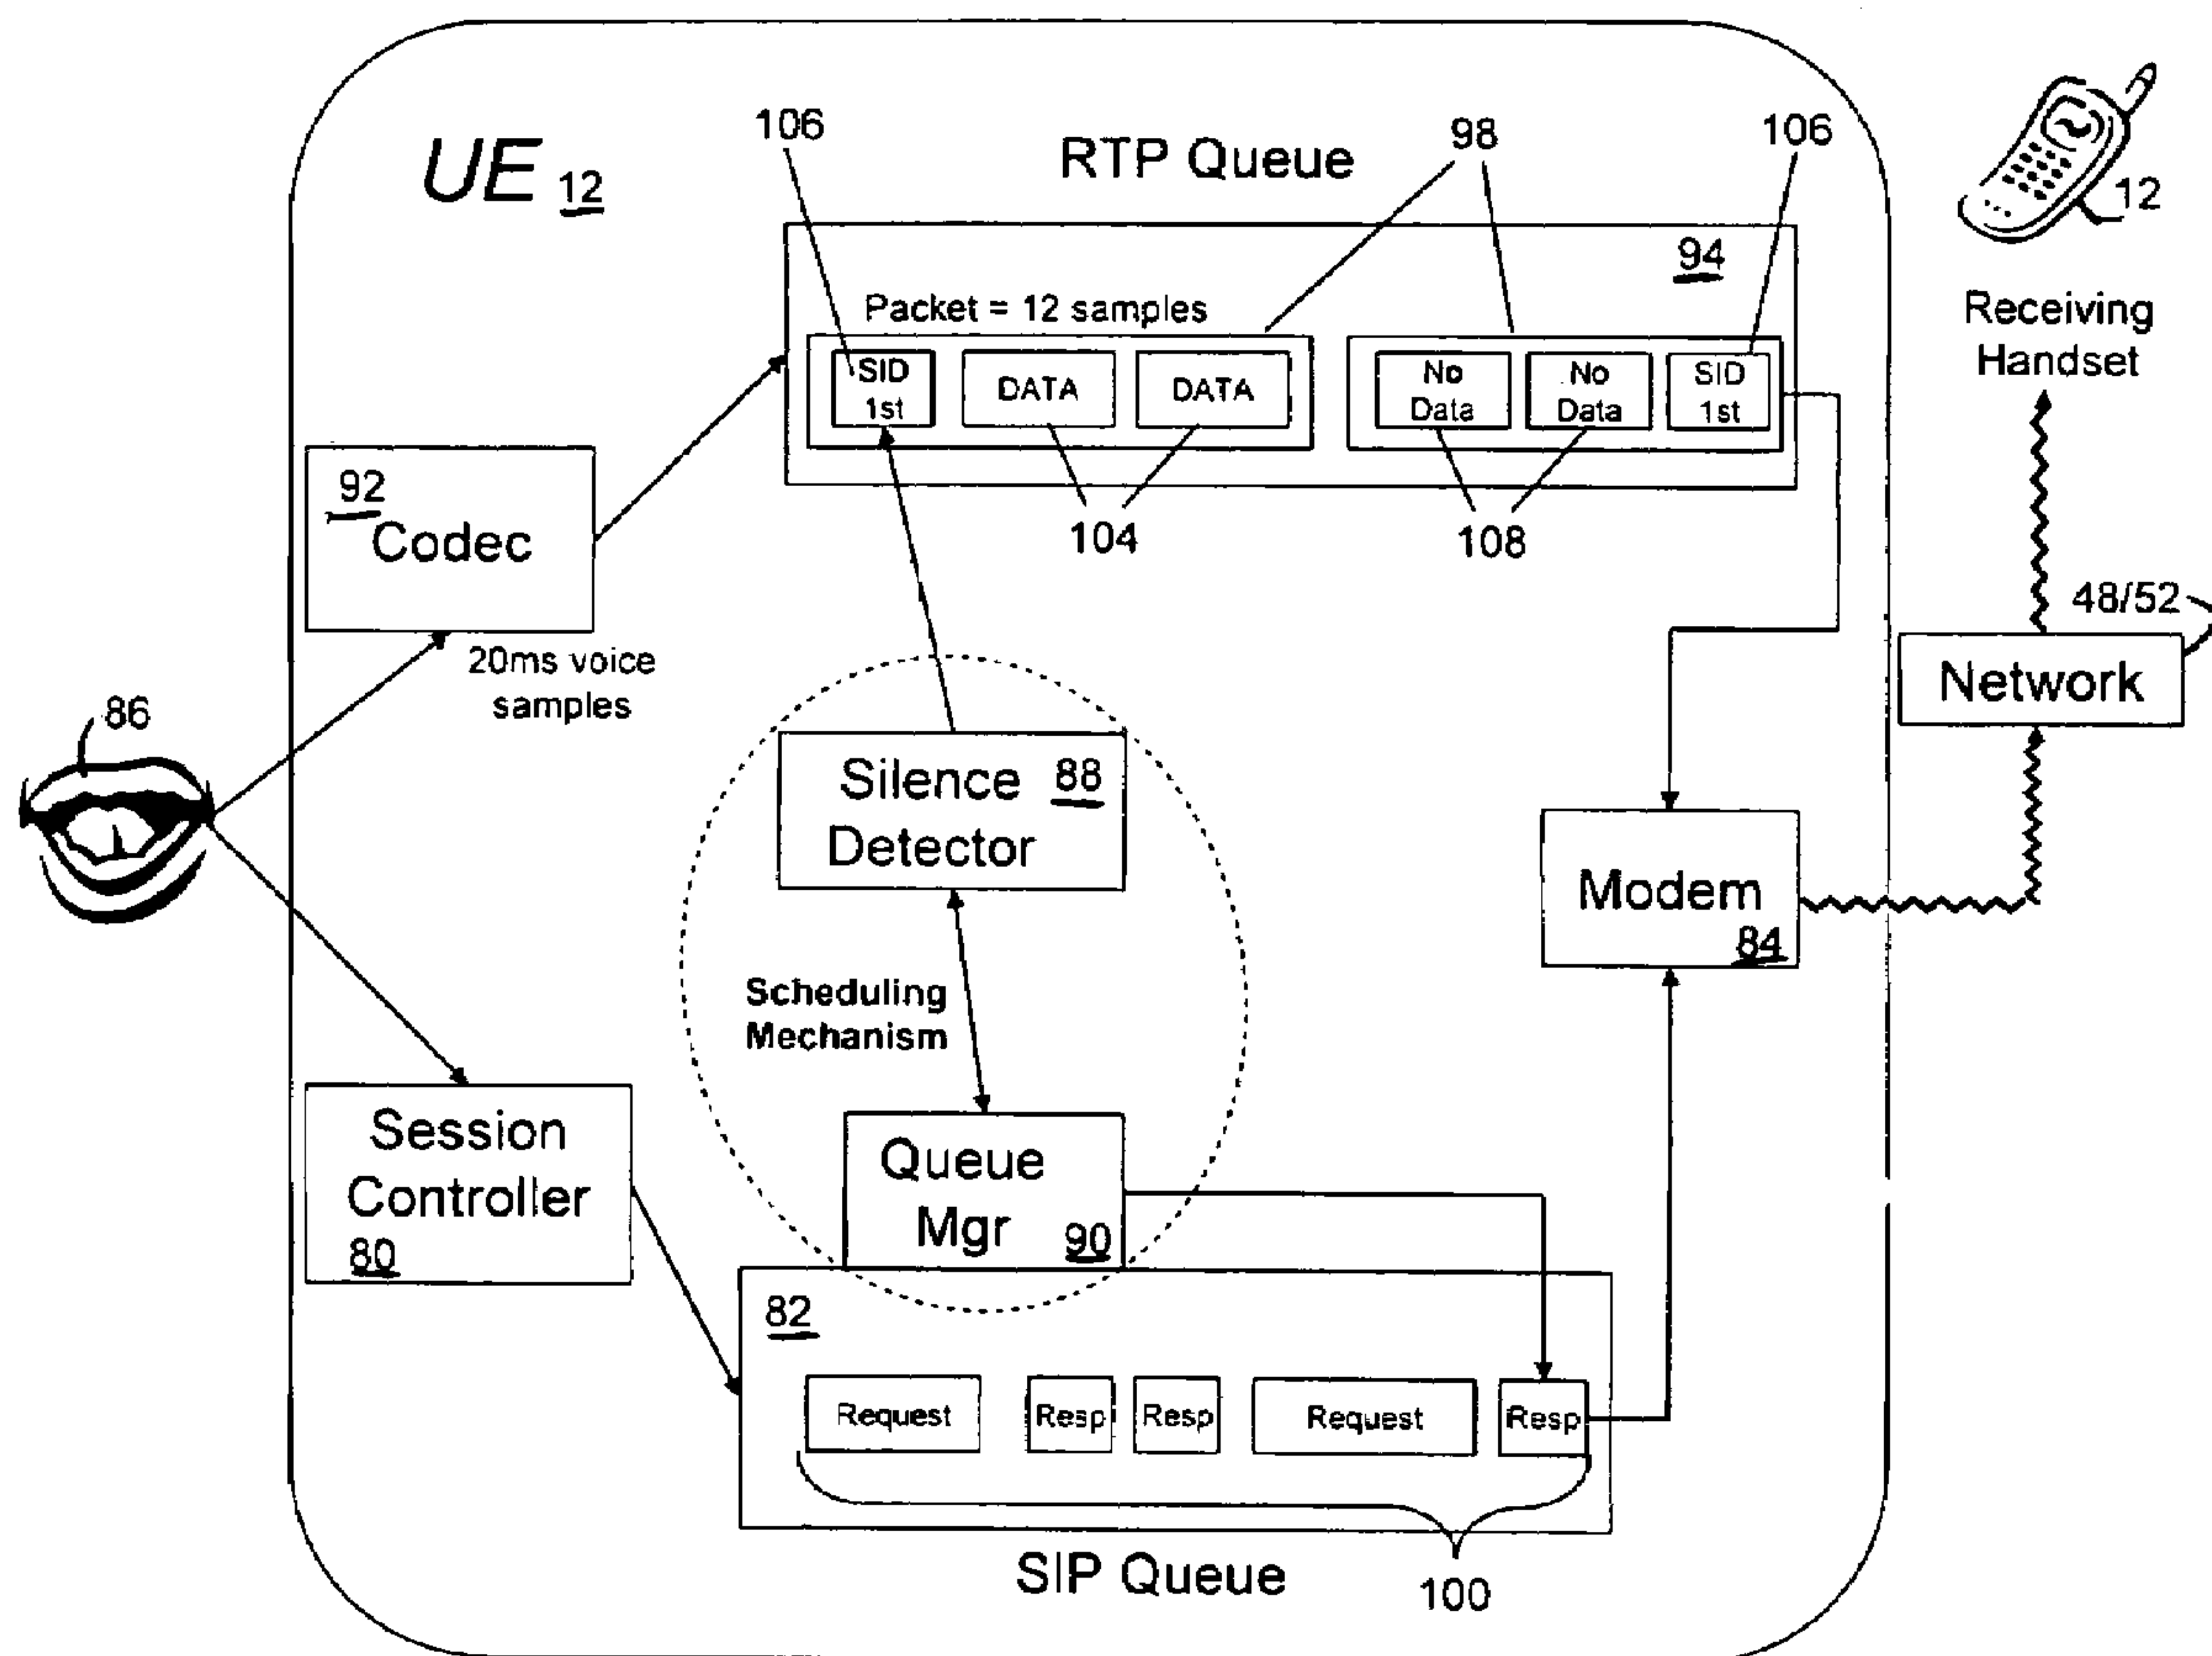 106
98
106
UE 12
RTP Queue
12
94
Packet = 12 samples
SID
1st
DATA
DATA
No
Data
No
Data
SID
1st
Receiving
Handset
104
108
92
Codec
20ms voice
samples
48/52
Network
86
Silence 88
Detector
Modem
84
Scheduling
Mechanism
Session
Controller
80
Queue
Mgr 90
82
Request
Resp
Resp
Request
Resp
SIP Queue
100